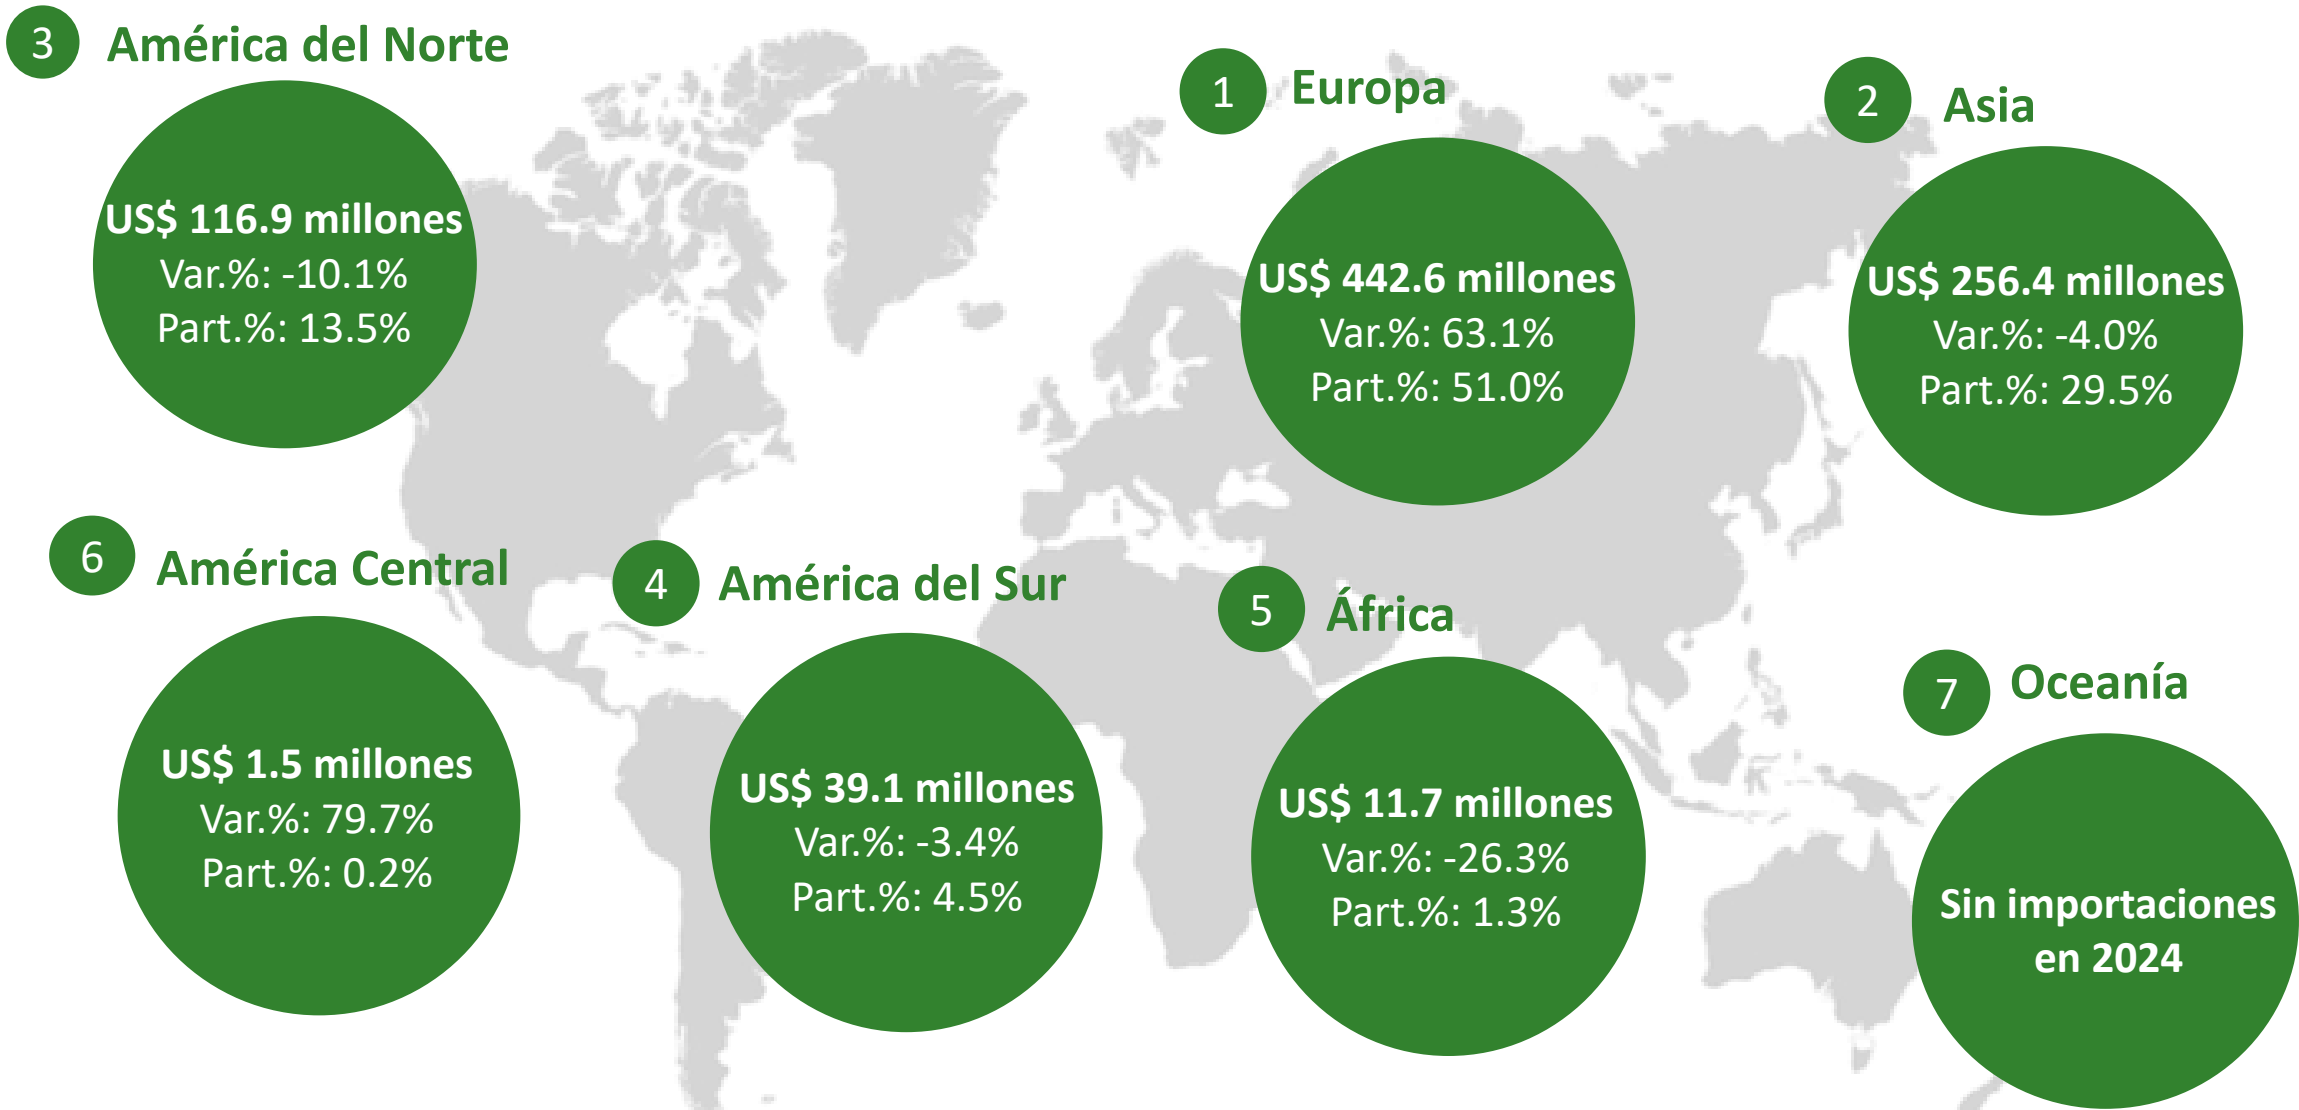 3
América del Norte
US$ 116.9 millones
Var.%: -10.1%
Part.%: 13.5%
1
Europa
US$ 442.6 millones
Var.%: 63.1%
Part.%: 51.0%
2
Asia
US$ 256.4 millones
Var.%: -4.0%
Part.%: 29.5%
6
América Central
US$ 1.5 millones
Var.%: 79.7%
Part.%: 0.2%
4
América del Sur
US$ 39.1 millones
Var.%: -3.4%
Part.%: 4.5%
5
África
US$ 11.7 millones
Var.%: -26.3%
Part.%: 1.3%
7
Oceanía
Sin importaciones
en 2024